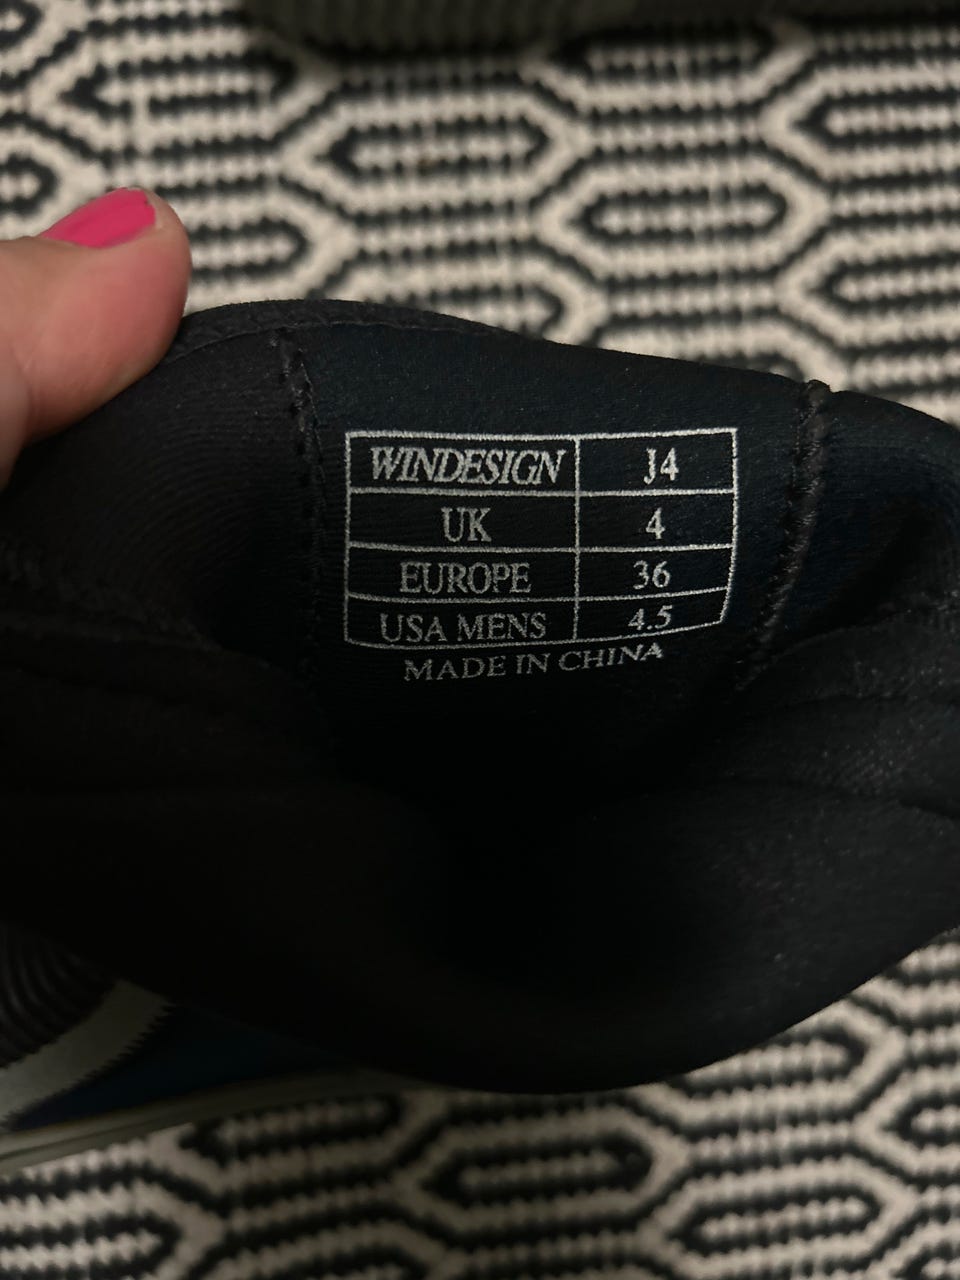 WINDESIGN J4
UK 4
EUROPE 36
USA MENS 4.5
MADE IN CHINA